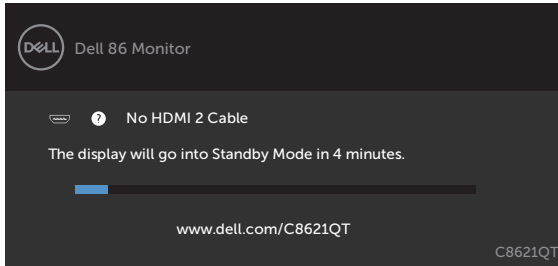 DELL
Dell 86 Monitor
? No HDMI 2 Cable
The display will go into Standby Mode in 4 minutes.
www.dell.com/C8621QT
C8621QT